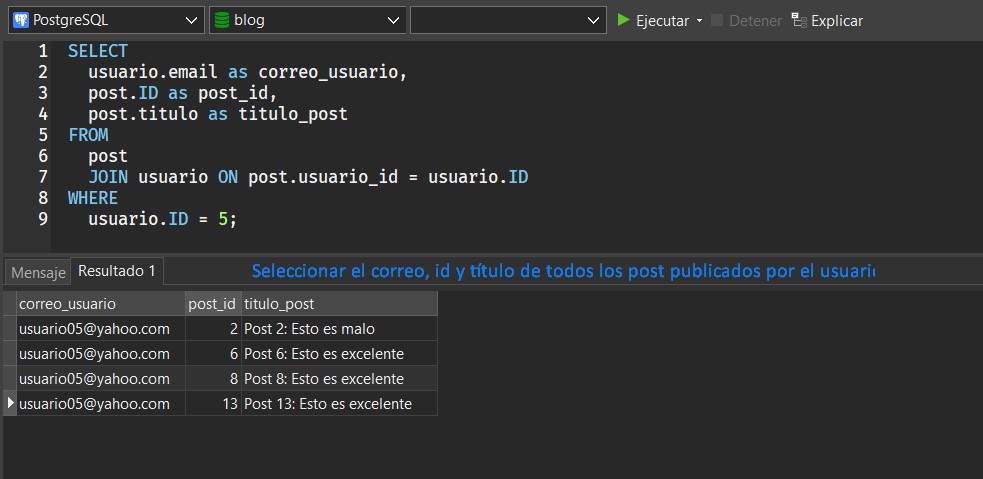 PostgreSQL blog Ejecutar Detener Explicar
1 SELECT
2 usuario.email as correo_usuario,
3 post.ID as post_id,
4 post.titulo as titulo_post
5 FROM
6 post
7 JOIN usuario ON post.usuario_id = usuario.ID
8 WHERE
9 usuario.ID = 5;
Mensaje Resultado 1 Seleccionar el correo, id y título de todos los post publicados por el
correo_usuario post_id titulo_post
usuario05@yahoo.com 2 Post 2: Esto es malo
usuario05@yahoo.com 6 Post 6: Esto es excelente
usuario05@yahoo.com 8 Post 8: Esto es excelente
usuario05@yahoo.com 13 Post 13: Esto es excelente